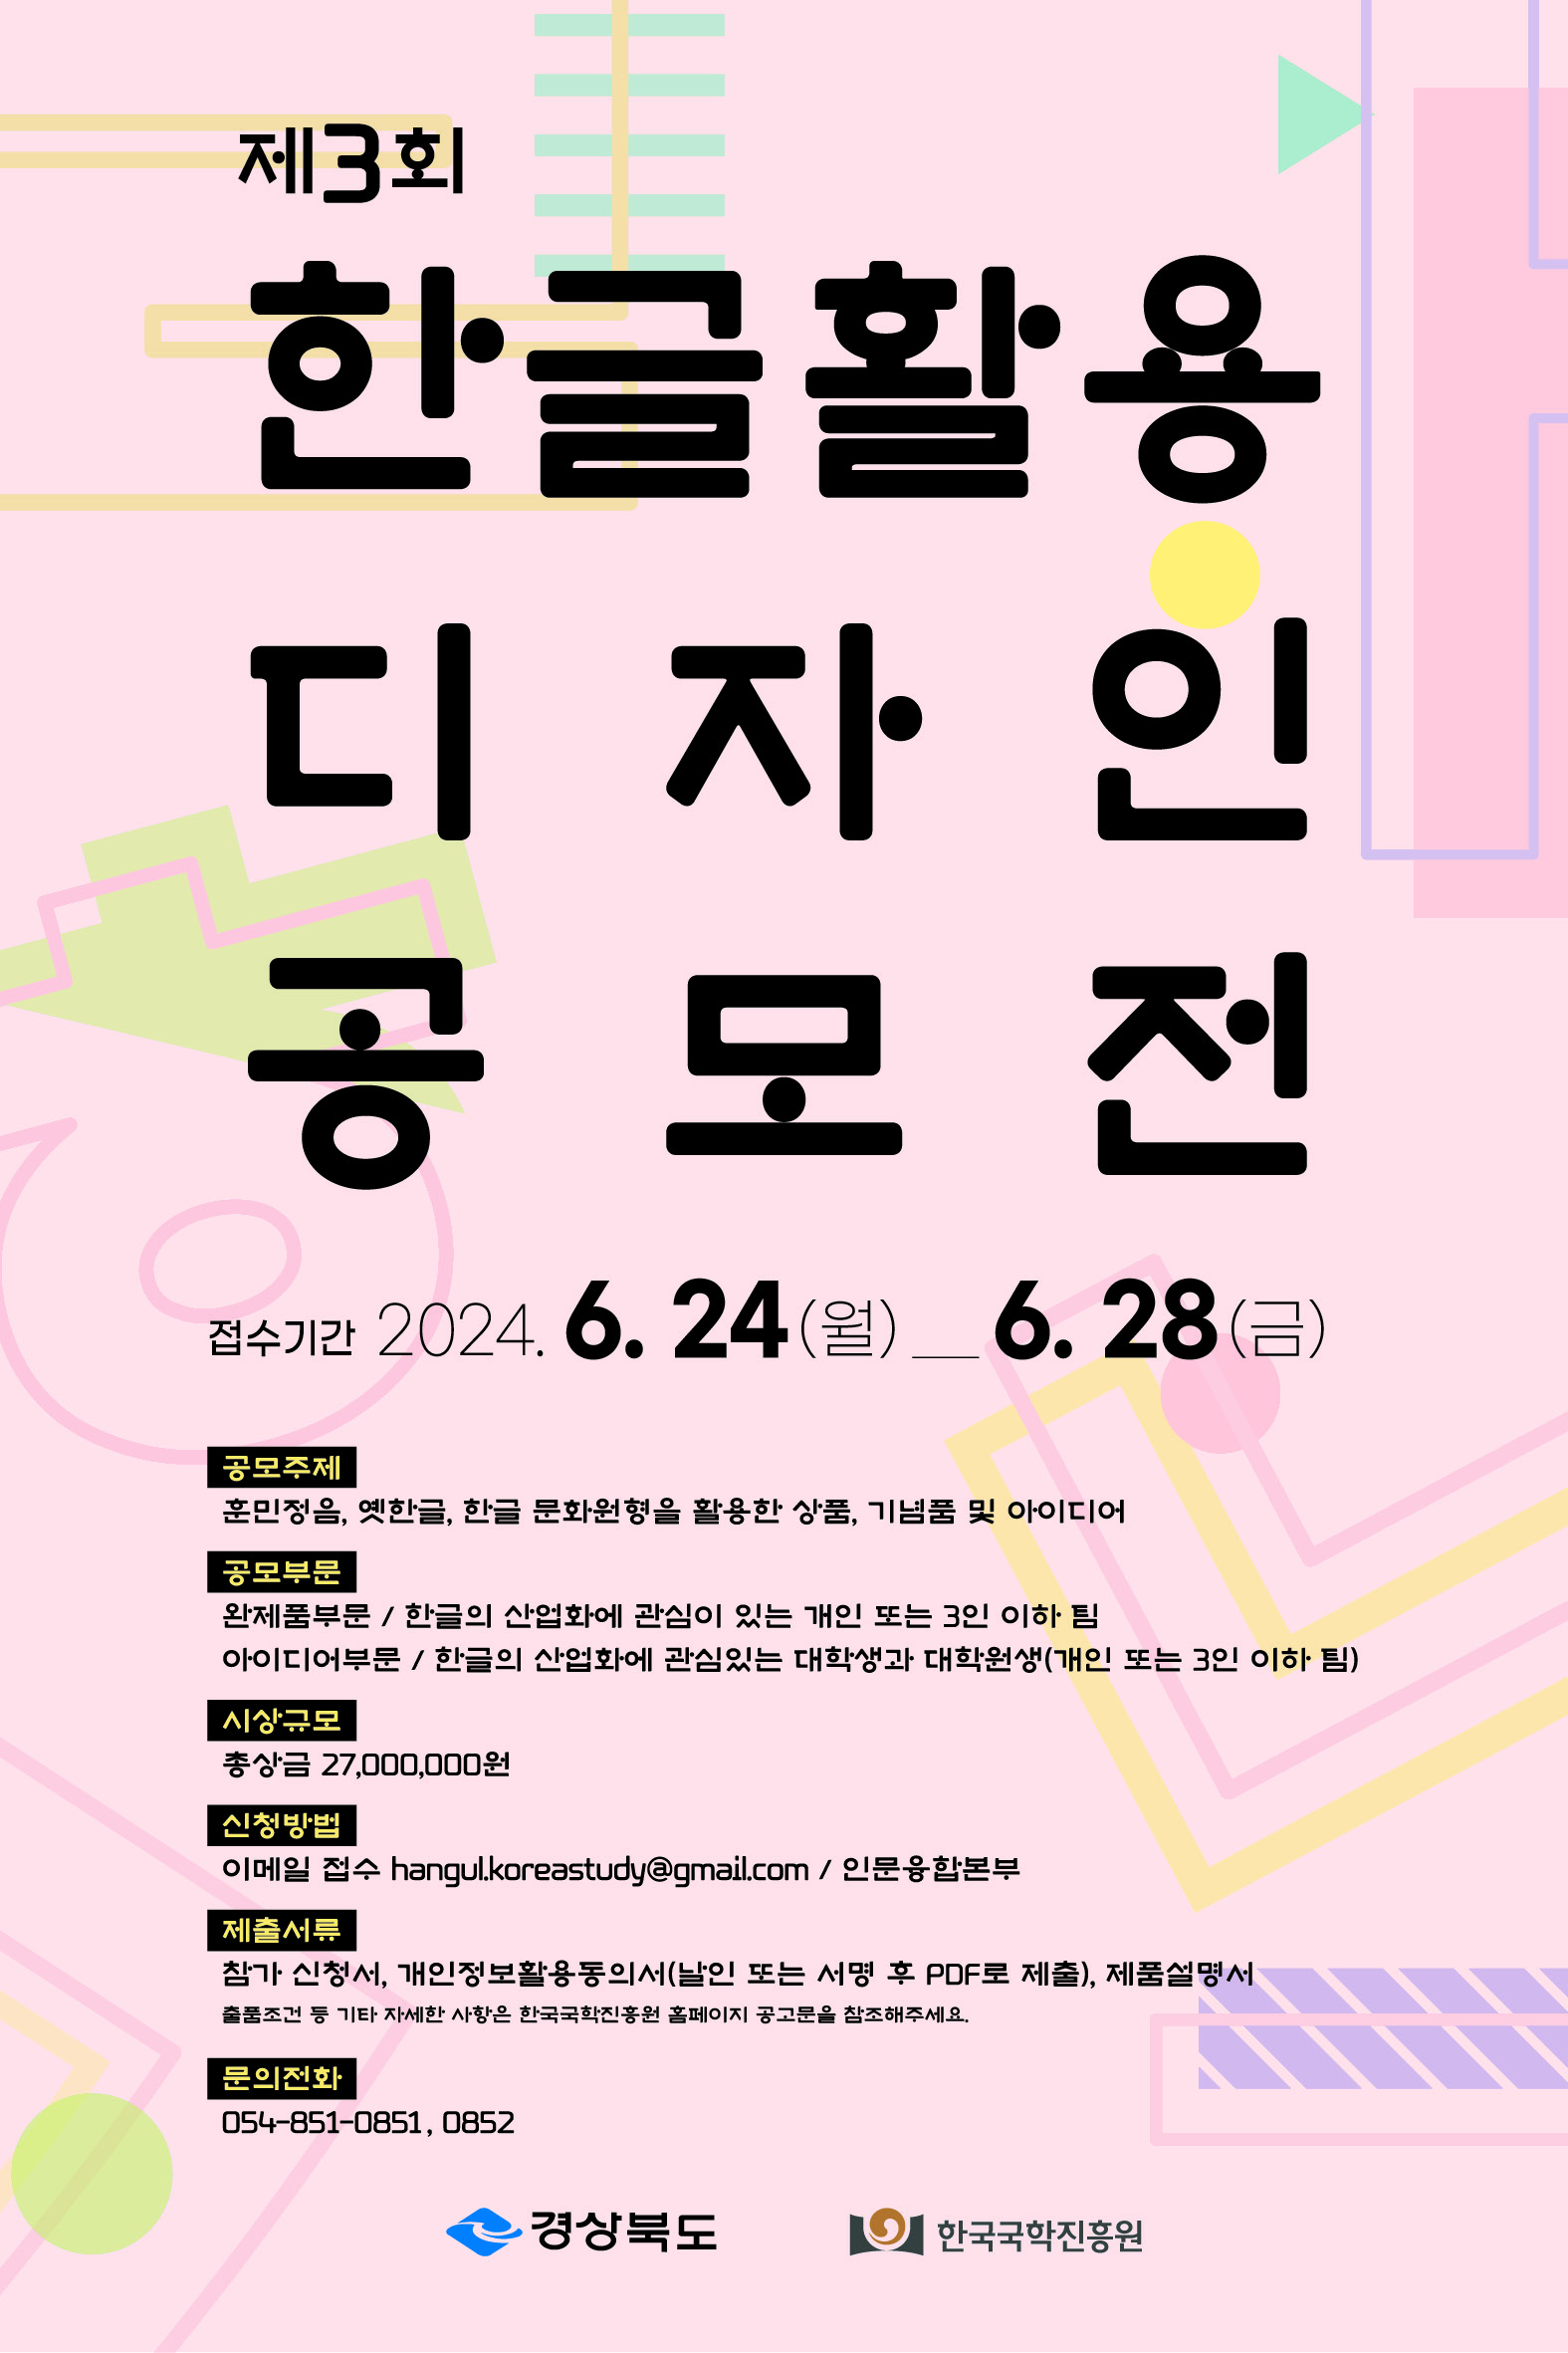 제3회
한글활용
디자인
공모전
접수기간 2024. 6. 24(월) __ 6. 28(금)
공모주제
훈민정음, 옛한글, 한글 문화원형을 활용한 상품, 기념품 및 아이디어
공모부문
완제품부문 / 한글의 산업화에 관심이 있는 개인 또는 3인 이하 팀
아이디어부문 / 한글의 산업화에 관심있는 대학생과 대학원생(개인 또는 3인 이하 팀)
시상규모
총상금 27,000,000원
신청방법
이메일 접수 hangul.koreastudy@gmail.com / 인문융합본부
제출서류
참가 신청서, 개인정보활용동의서(날인 또는 서명 후 PDF로 제출), 제품설명서
출품조건 등 기타 자세한 사항은 한국국학진흥원 홈페이지 공고문을 참조해주세요.
문의전화
054-851-0851, 0852
경상북도
한국국학진흥원